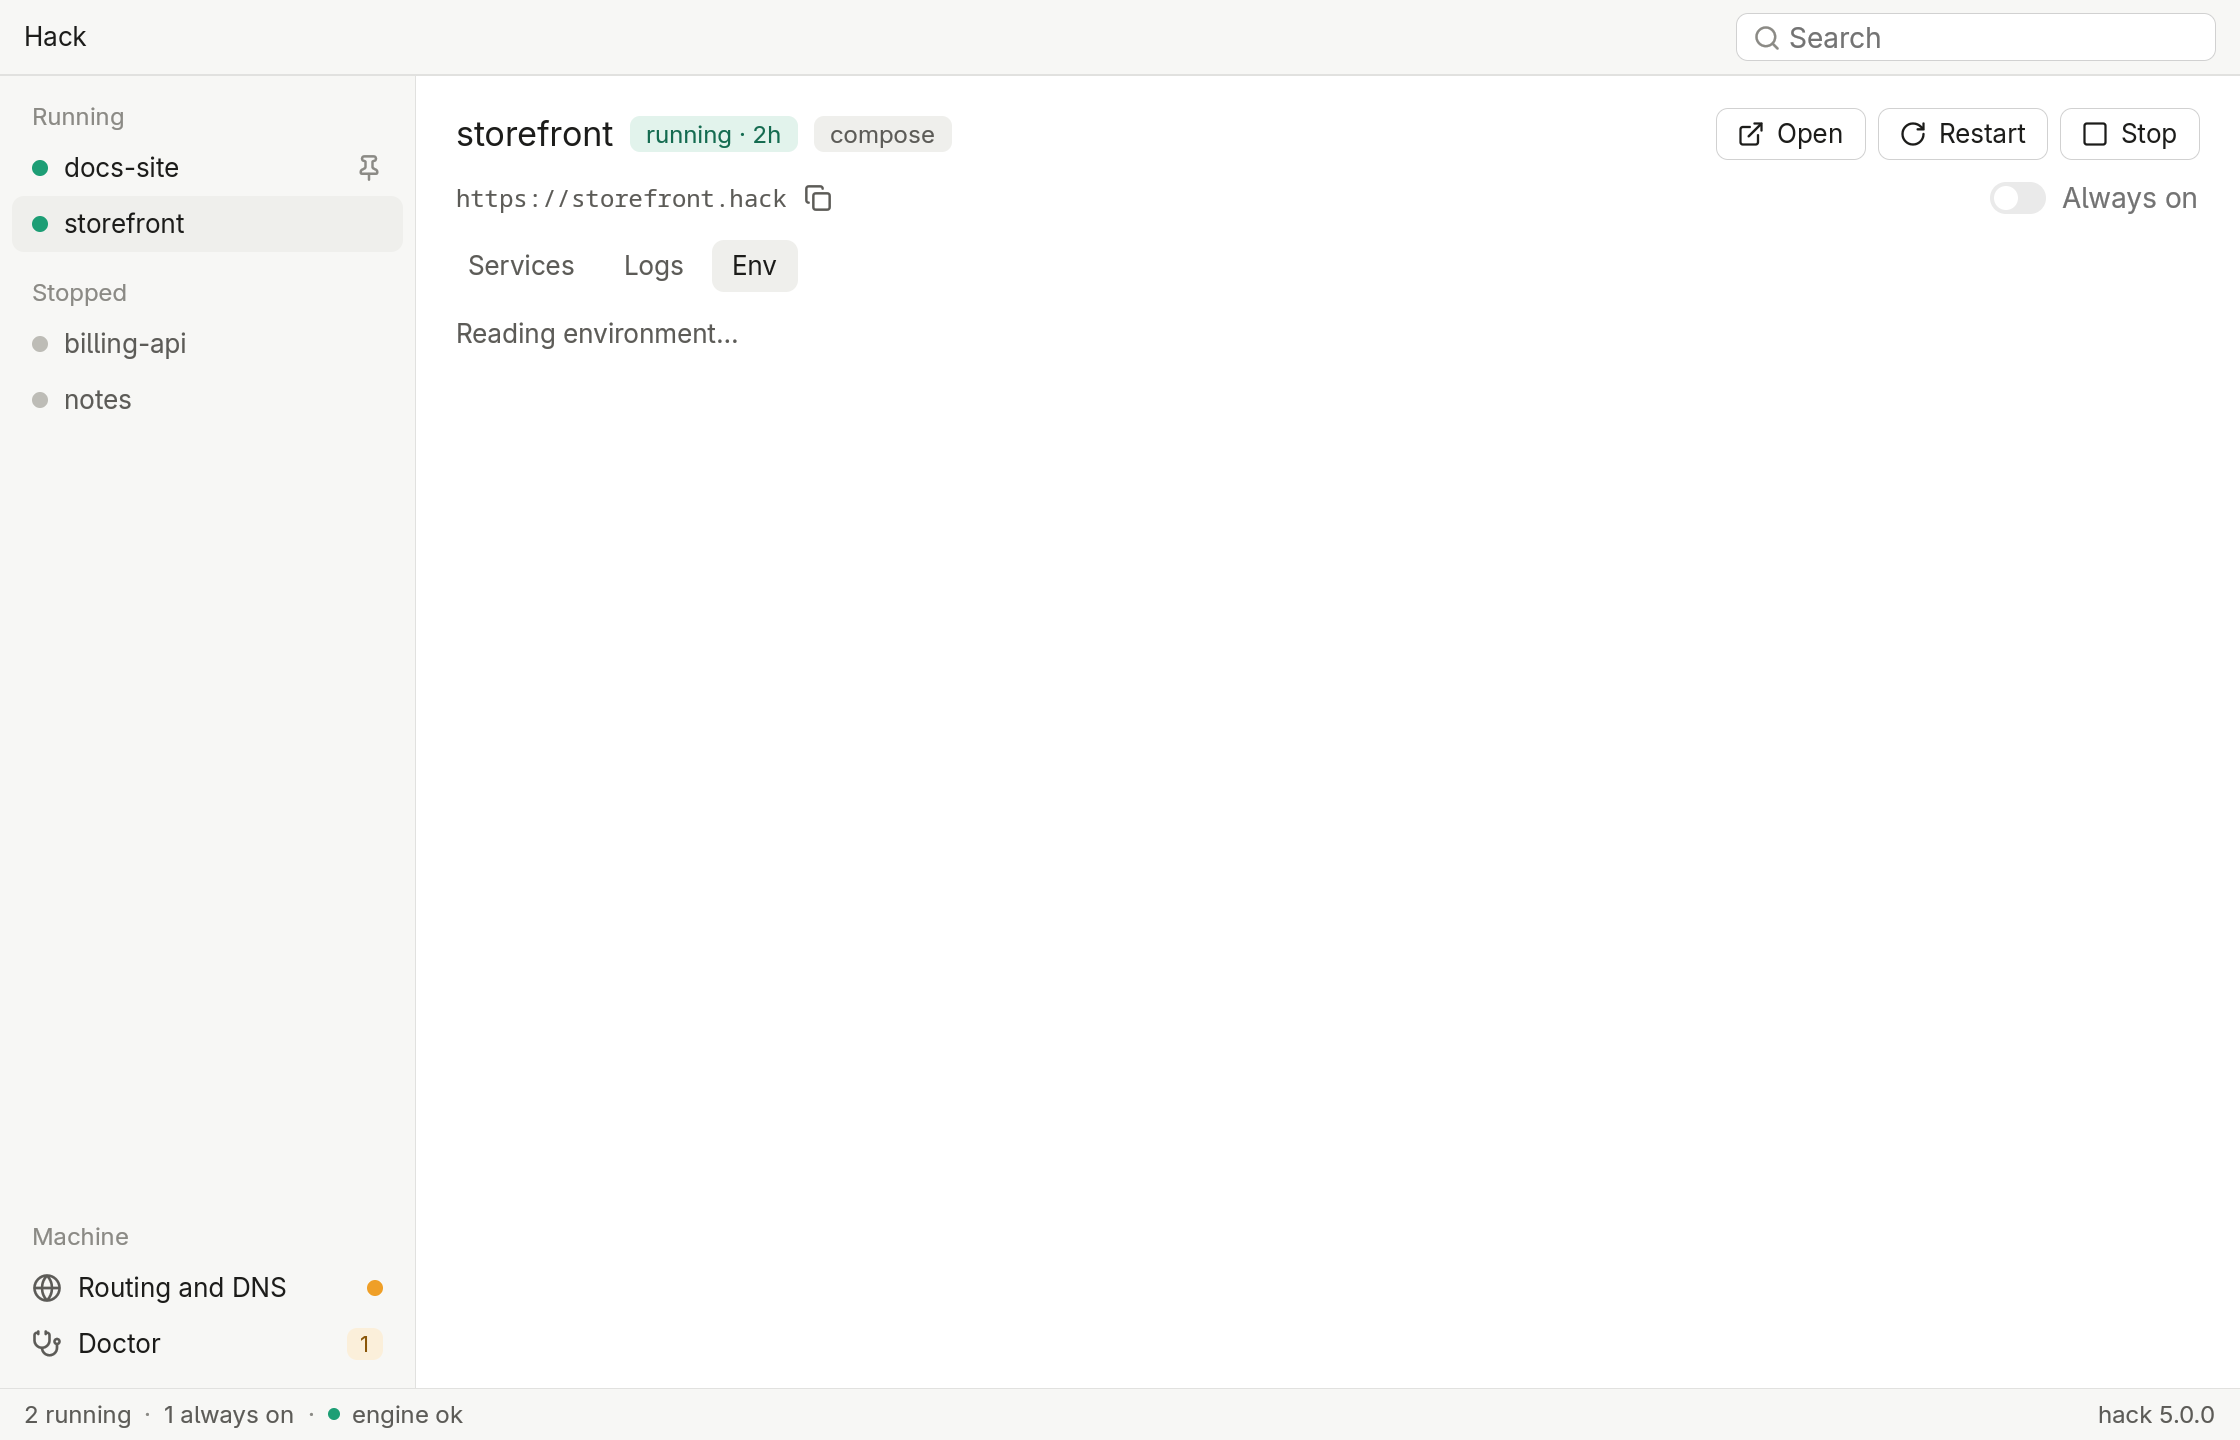 Hack
Search
Running
docs-site
storefront
Stopped
billing-api
notes
Machine
Routing and DNS
Doctor
1
storefront
running · 2h
compose
Open
Restart
Stop
https://storefront.hack
Always on
Services
Logs
Env
Reading environment...
2 running · 1 always on · engine ok
hack 5.0.0